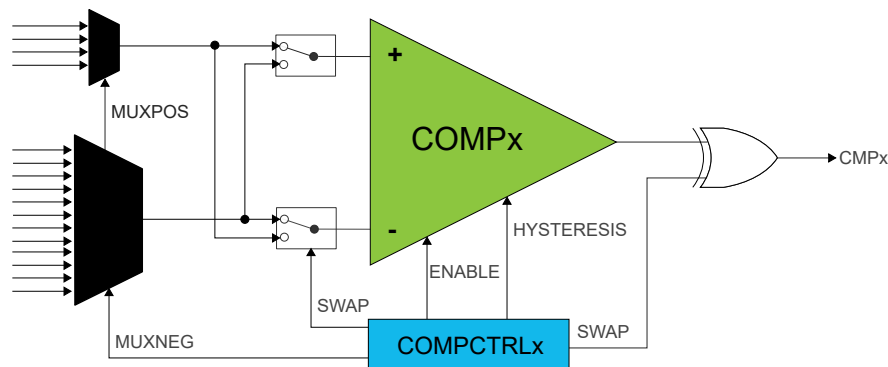 +
MUXPOS
COMPx
CMPx
-
HYSTERESIS
ENABLE
SWAP
SWAP
MUXNEG
COMPCTRLx